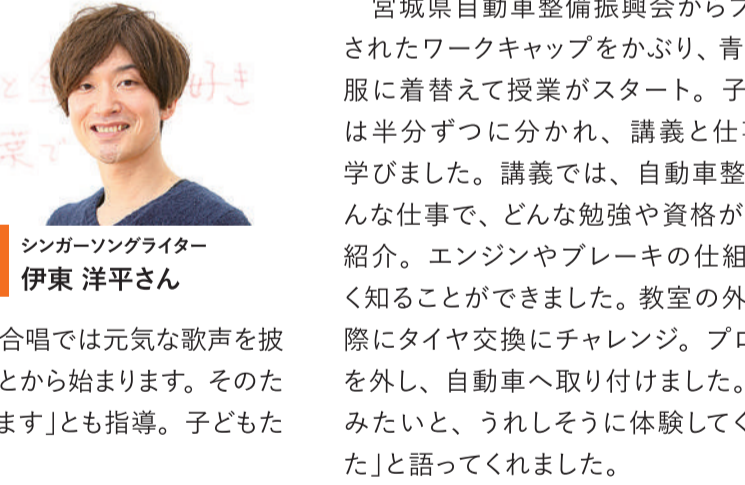 と 好き
葉で
シンガーソングライター
伊東 洋平さん
合唱では元気な歌声を披
とから始まります。そのた
ます」とも指導。子どもた
宮城県自動車整備振興会から
されたワークキャップをかぶり、青
服に着替えて授業がスタート。子
は半分ずつに分かれ、講義と仕
学びました。講義では、自動車整
んな仕事で、どんな勉強や資格が
紹介。エンジンやブレーキの仕組
く知ることができました。教室の外
際にタイヤ交換にチャレンジ。プロ
を外し、自動車へ取り付けました。
みたいと、うれしそうに体験してく
た」と語ってくれました。